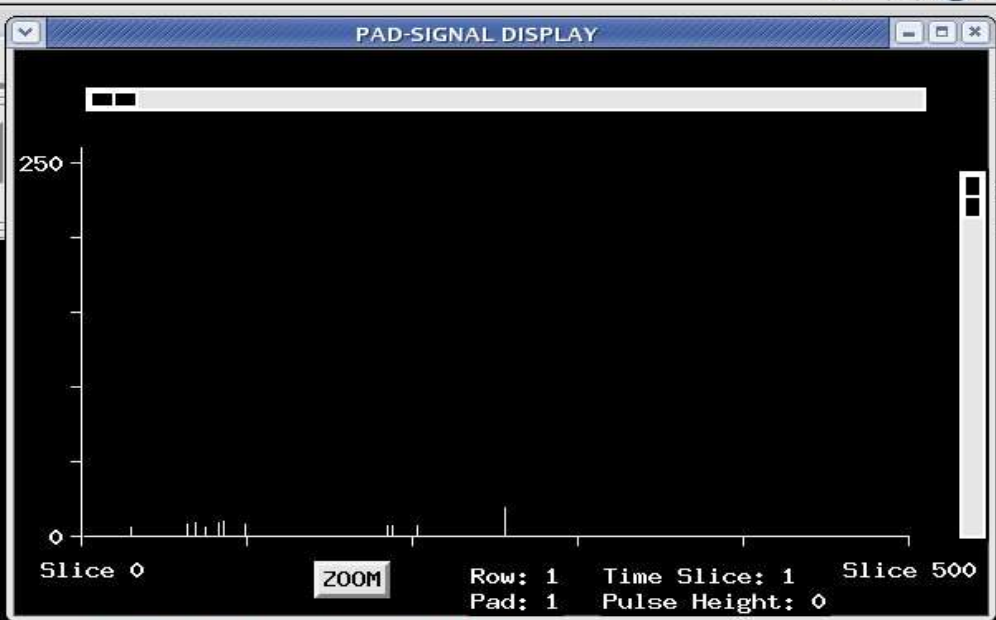 PAD-SIGNAL DISPLAY
250
0
Slice 0
Slice 500
ZOOM
Row: 1 Time Slice: 1
Pad: 1 Pulse Height: 0